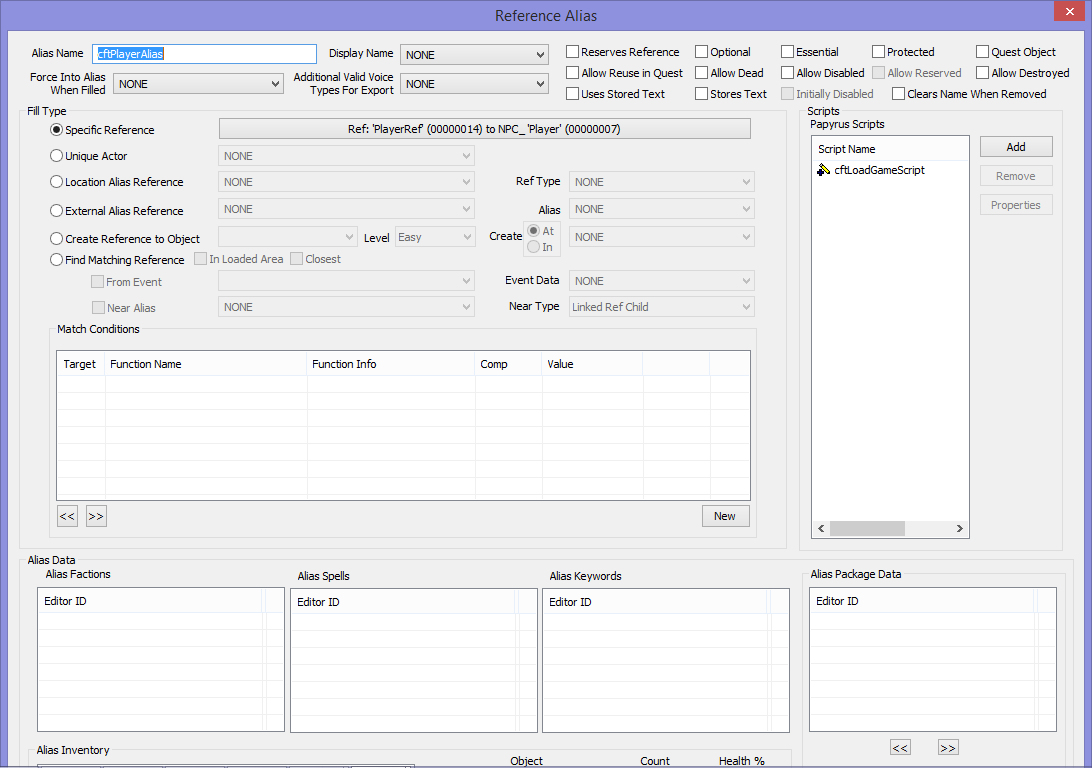 Reference Alias
Alias Name cftPlayerAlias Display Name NONE
Reserves Reference Optional Essential Protected Quest Object
Force Into Alias When Filled NONE Additional Valid Voice Types For Export NONE
Allow Reuse in Quest Allow Dead Allow Disabled Allow Reserved Allow Destroyed
Uses Stored Text Stores Text Initially Disabled Clears Name When Removed
Fill Type
Specific Reference Ref: 'PlayerRef' (00000014) to NPC_ 'Player' (00000007)
Unique Actor NONE
Location Alias Reference NONE Ref Type NONE
External Alias Reference NONE Alias NONE
Create Reference to Object Level Easy Create At In NONE
Find Matching Reference In Loaded Area Closest
From Event Event Data NONE
Near Alias NONE Near Type Linked Ref Child
Match Conditions
Target Function Name Function Info Comp Value
<< >> New
Scripts
Papyrus Scripts
Script Name
cftLoadGameScript
Add
Remove
Properties
Alias Data
Alias Factions Alias Spells Alias Keywords Alias Package Data
Editor ID Editor ID Editor ID Editor ID
<< >>
Alias Inventory
Object Count Health %